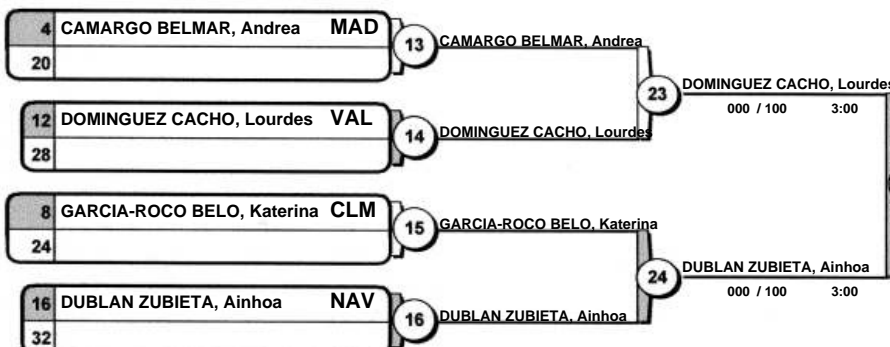 4 CAMARGO BELMAR, Andrea MAD
20
13
CAMARGO BELMAR, Andrea
12 DOMINGUEZ CACHO, Lourdes VAL
28
14
DOMINGUEZ CACHO, Lourdes
23
DOMINGUEZ CACHO, Lourdes
000 / 100 3:00
8 GARCIA-ROCO BELO, Katerina CLM
24
15
GARCIA-ROCO BELO, Katerina
16 DUBLAN ZUBIETA, Ainhoa NAV
32
16
DUBLAN ZUBIETA, Ainhoa
24
DUBLAN ZUBIETA, Ainhoa
000 / 100 3:00